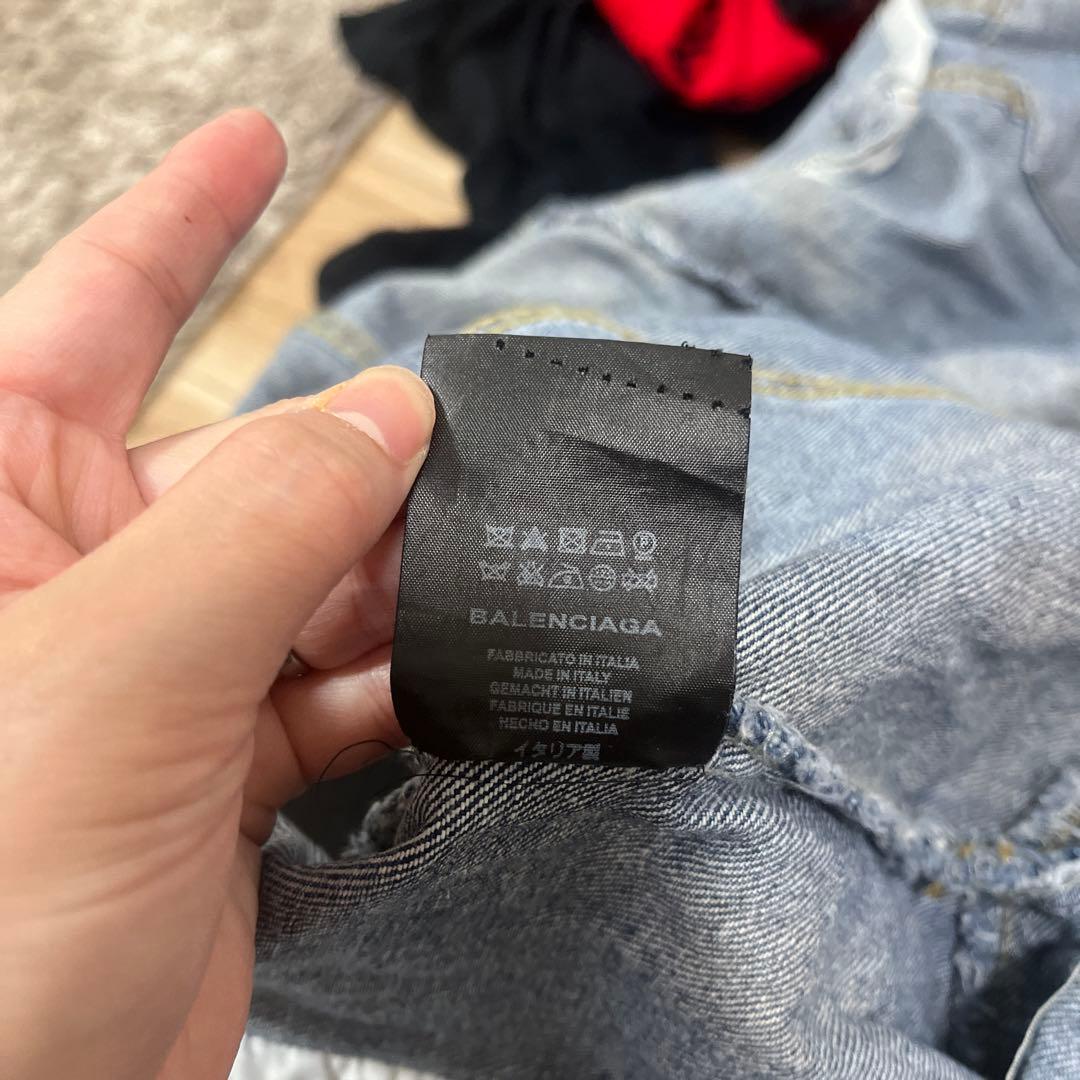 BALENCIAGA
FABBRICATO IN ITALIA
MADE IN ITALY
GEMACHT IN ITALIEN
FABRIQUE EN ITALIE
HECHO EN ITALIA
イタリア製